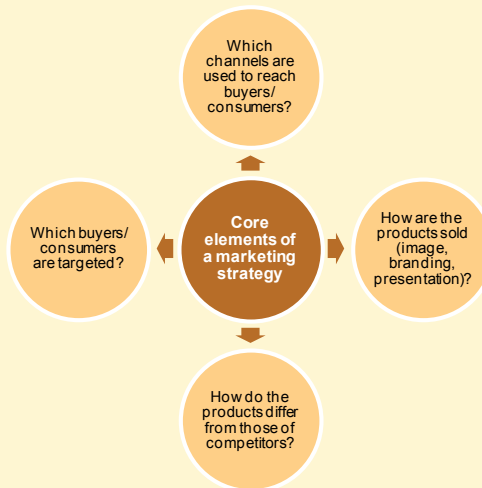 Which
channels are
used to reach
buyers/
consumers?
Which buyers/
consumers
are targeted?
Core
elements of
a marketing
strategy
How are the
products sold
(image,
branding,
presentation)?
How do the
products differ
from those of
competitors?